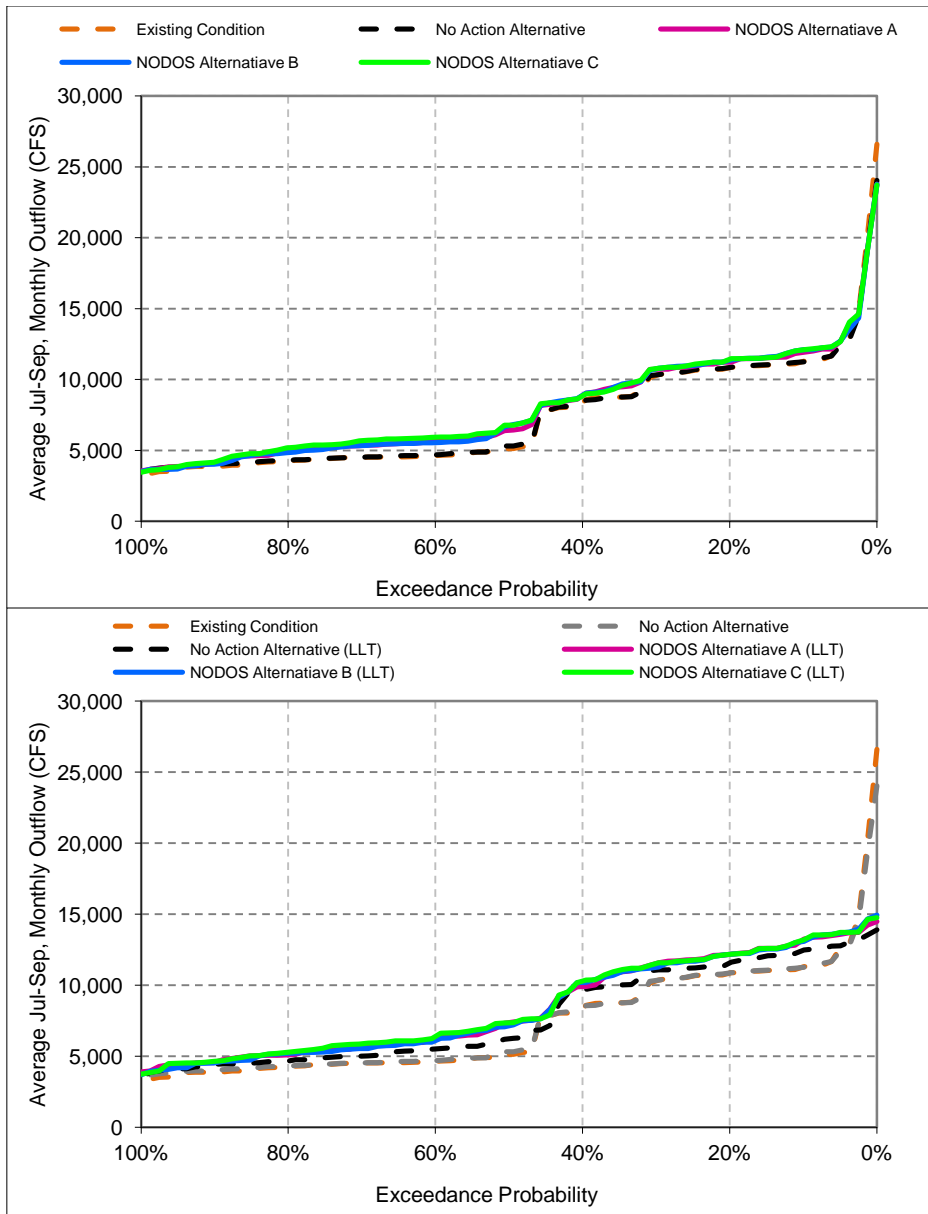 Existing Condition
No Action Alternative
NODOS Alternatiave A
NODOS Alternatiave B
NODOS Alternatiave C
30,000
25,000
20,000
15,000
10,000
5,000
0
Average Jul-Sep, Monthly Outflow (CFS)
100%
80%
60%
40%
20%
0%
Exceedance Probability
Existing Condition
No Action Alternative
No Action Alternative (LLT)
NODOS Alternatiave A (LLT)
NODOS Alternatiave B (LLT)
NODOS Alternatiave C (LLT)
30,000
25,000
20,000
15,000
10,000
5,000
0
Average Jul-Sep, Monthly Outflow (CFS)
100%
80%
60%
40%
20%
0%
Exceedance Probability